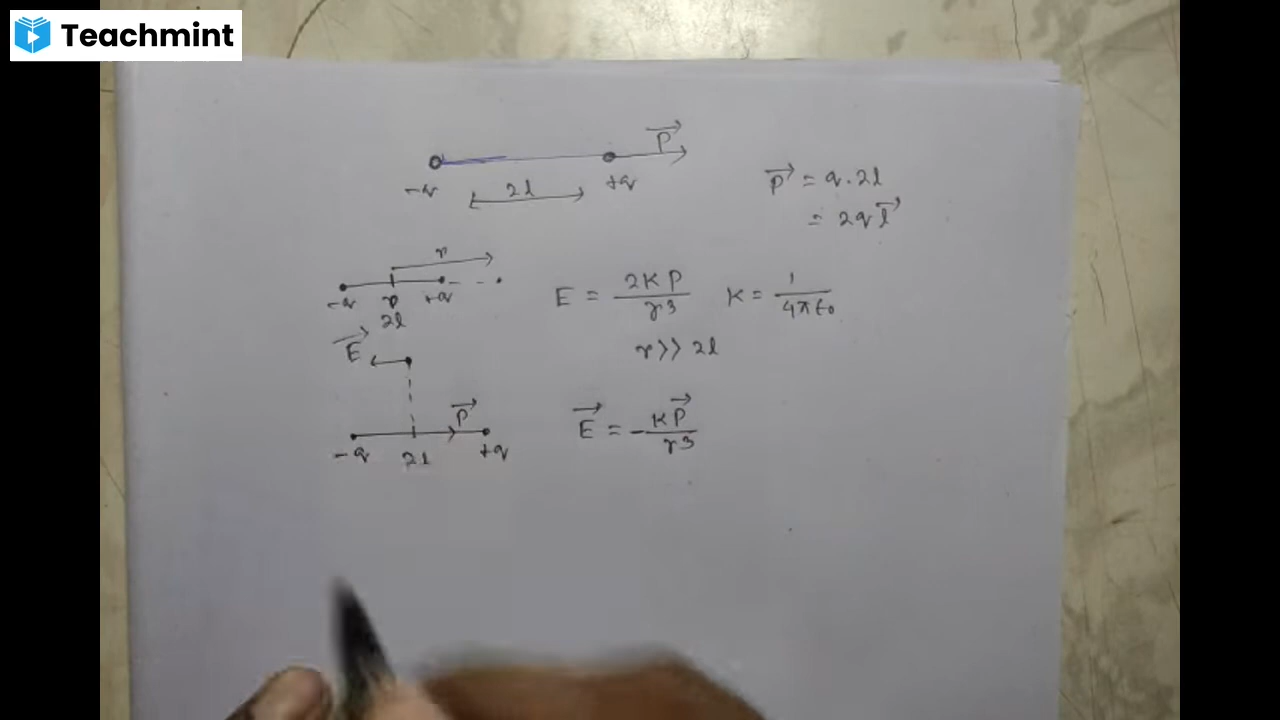 Teachmint
P⃗
-q 2l +q
P⃗ = q.2l
= 2ql⃗
r
-q p +q
2l
E = 2KP/r3 K = 1/4πϵ0
r>> 2l
E⃗
P⃗
-q 2l +q
E⃗ = -KP⃗/r3